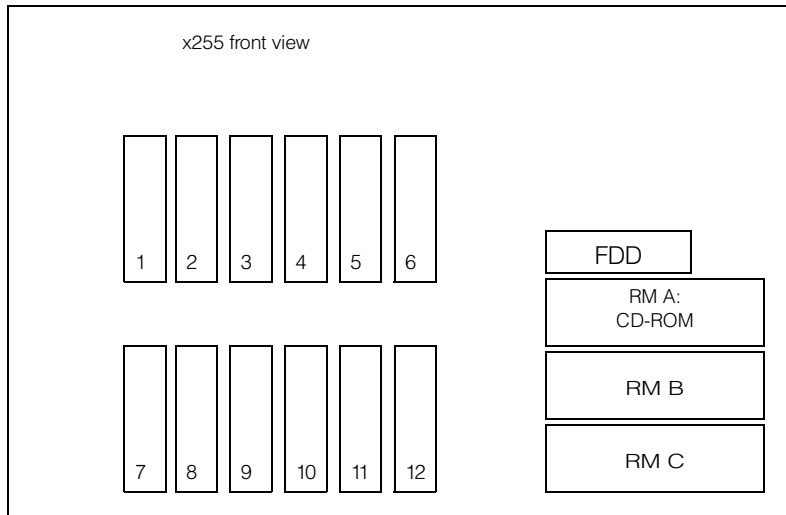 x255 front view
1 2 3 4 5 6
FDD
RM A:
CD-ROM
RM B
7 8 9 10 11 12
RM C